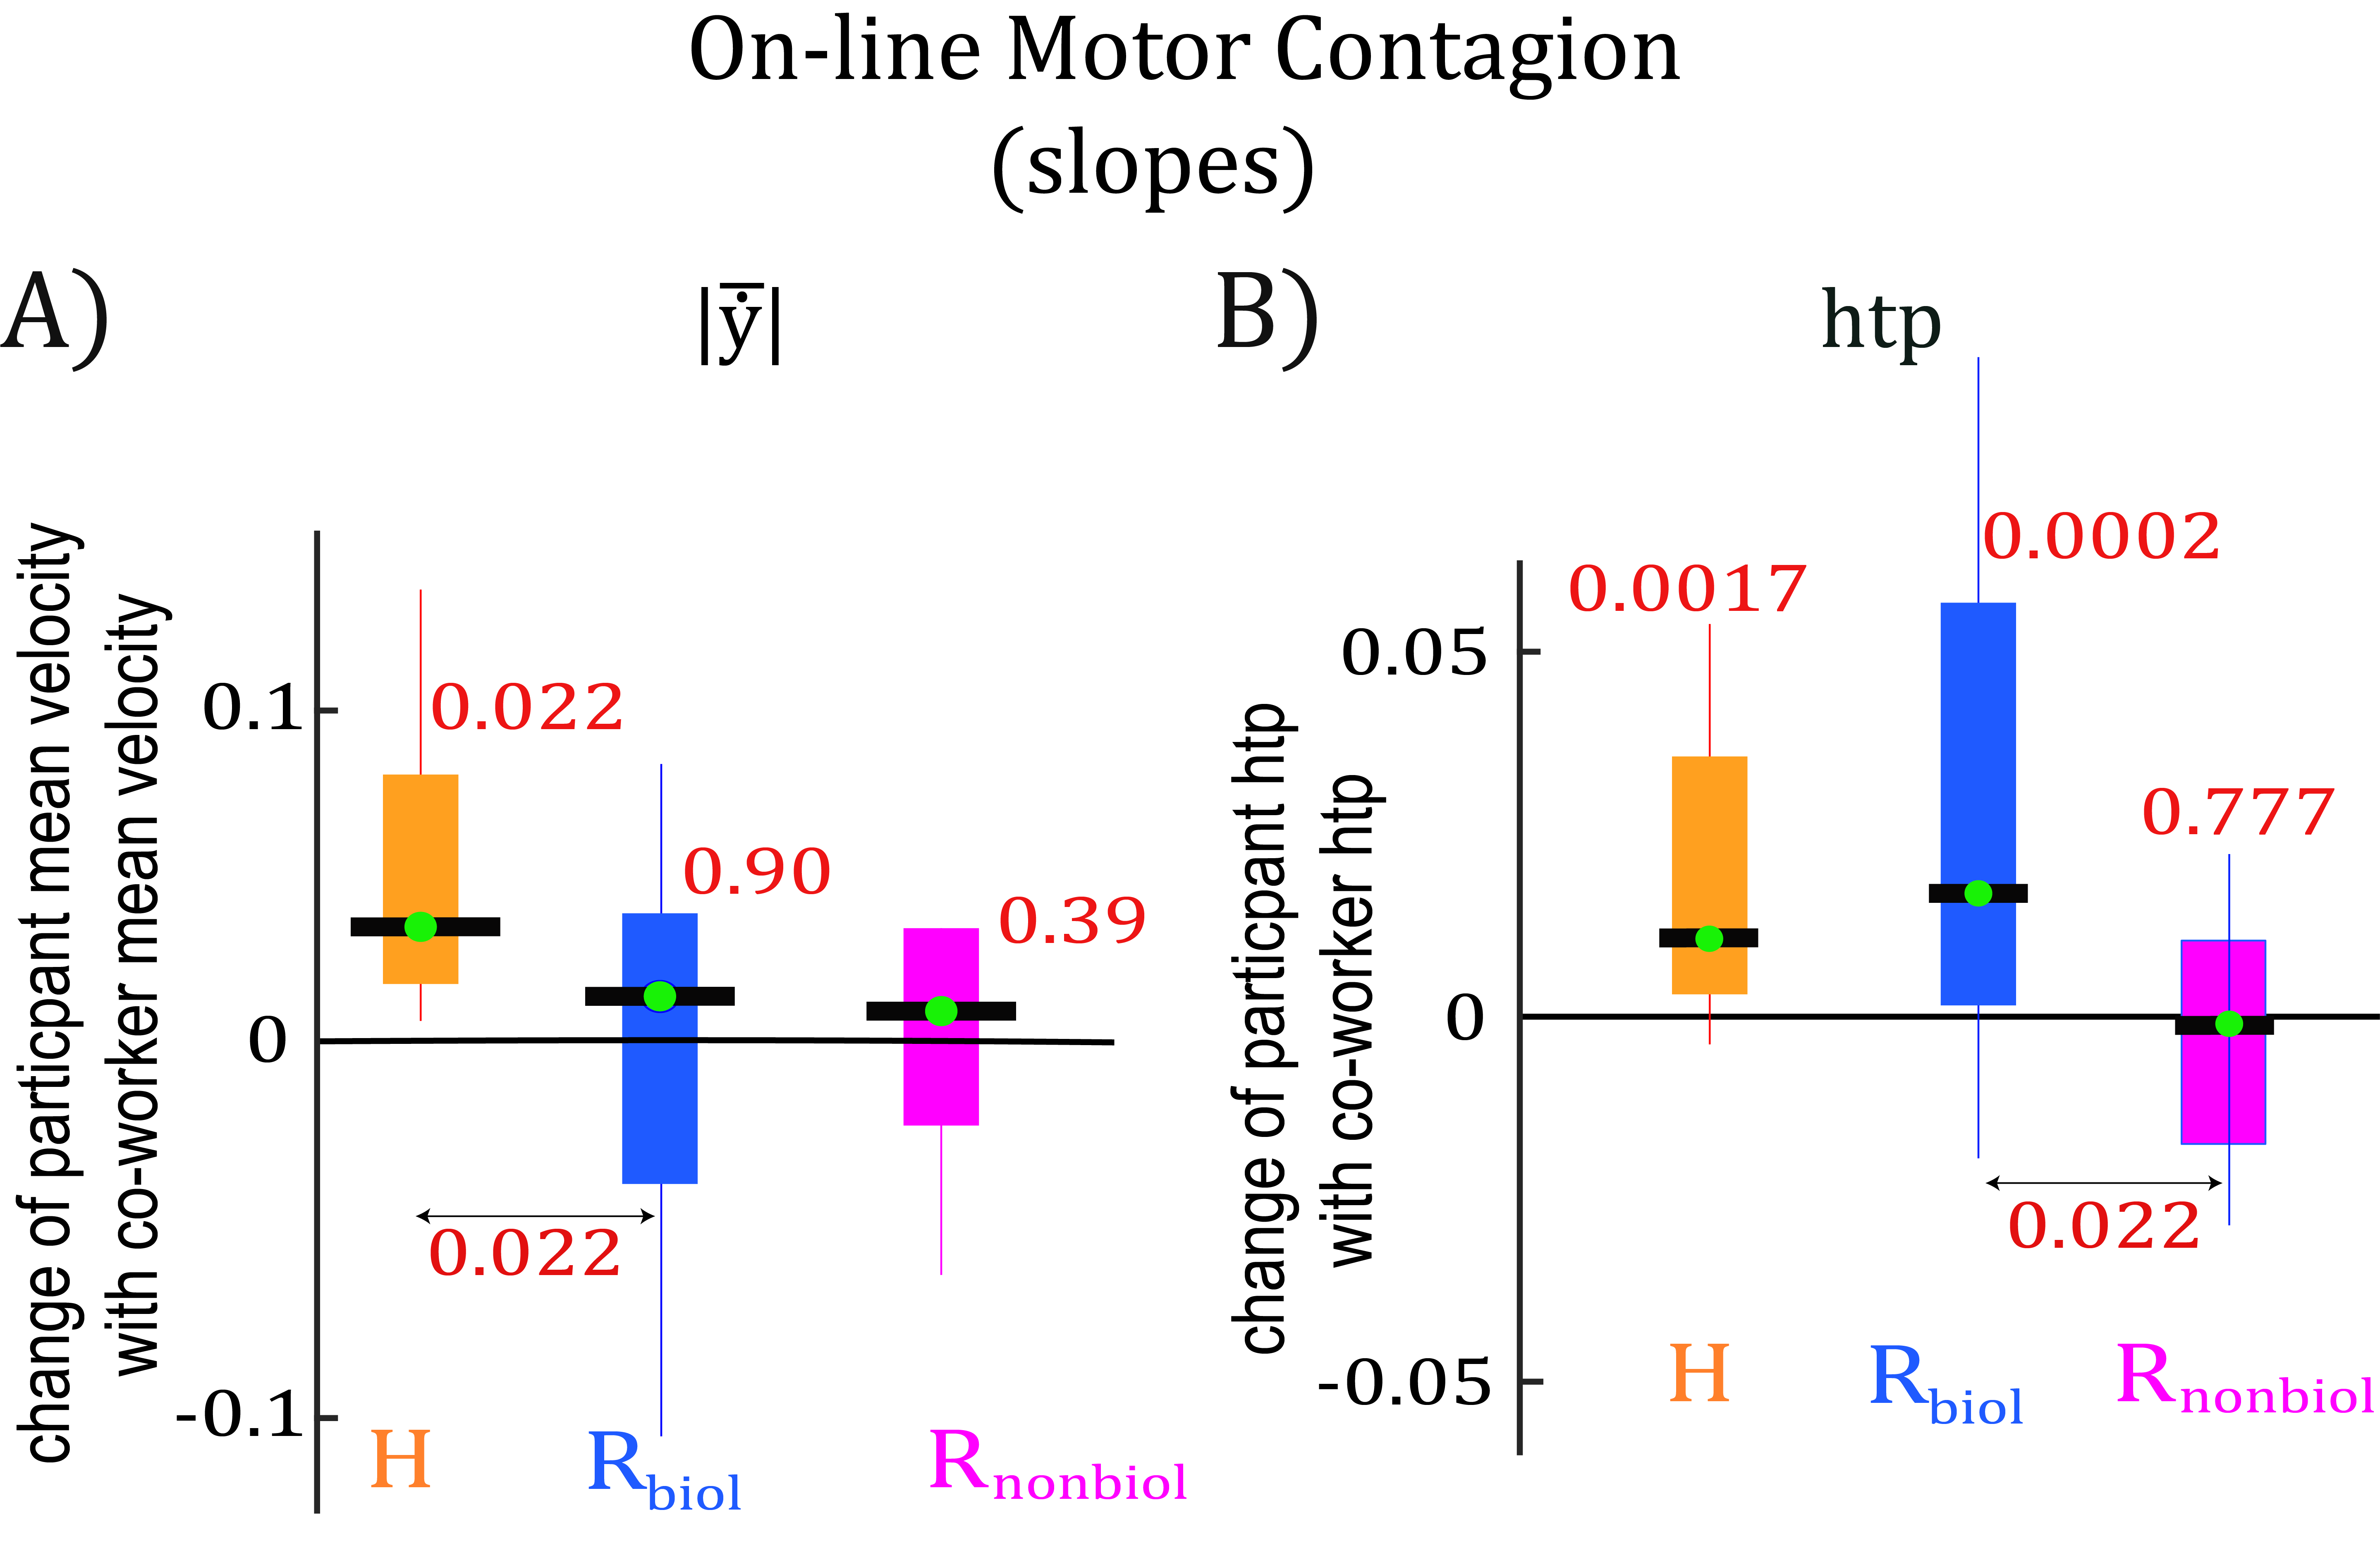 On-line Motor Contagion
(slopes)
A)
|ẏ̅|
change of particpant mean velocity
with co-worker mean velocity
0.1
0
-0.1
0.022
0.90
0.39
0.022
H
Rbiol
Rnonbiol
B)
htp
change of particpant htp
with co-worker htp
0.05
0
-0.05
0.0017
0.0002
0.777
0.022
H
Rbiol
Rnonbiol